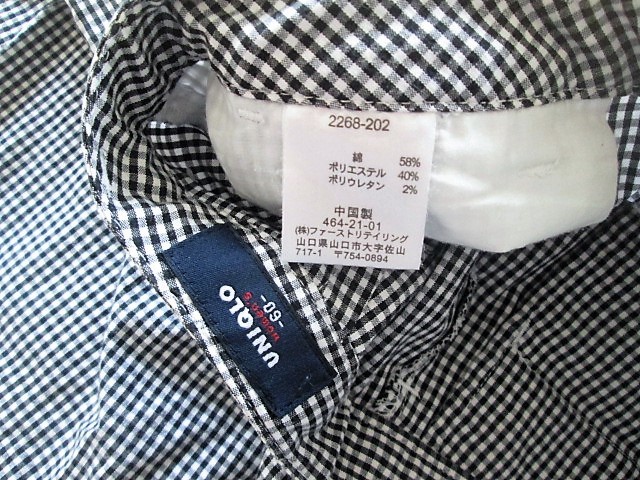 2268-202
綿 58%
ポリエステル 40%
ポリウレタン 2%
中国製
464-21-01
(株)ファーストリテイリング
山口県山口市大字佐山
717-1 〒754-0894
UNIQLO
women's
-60-